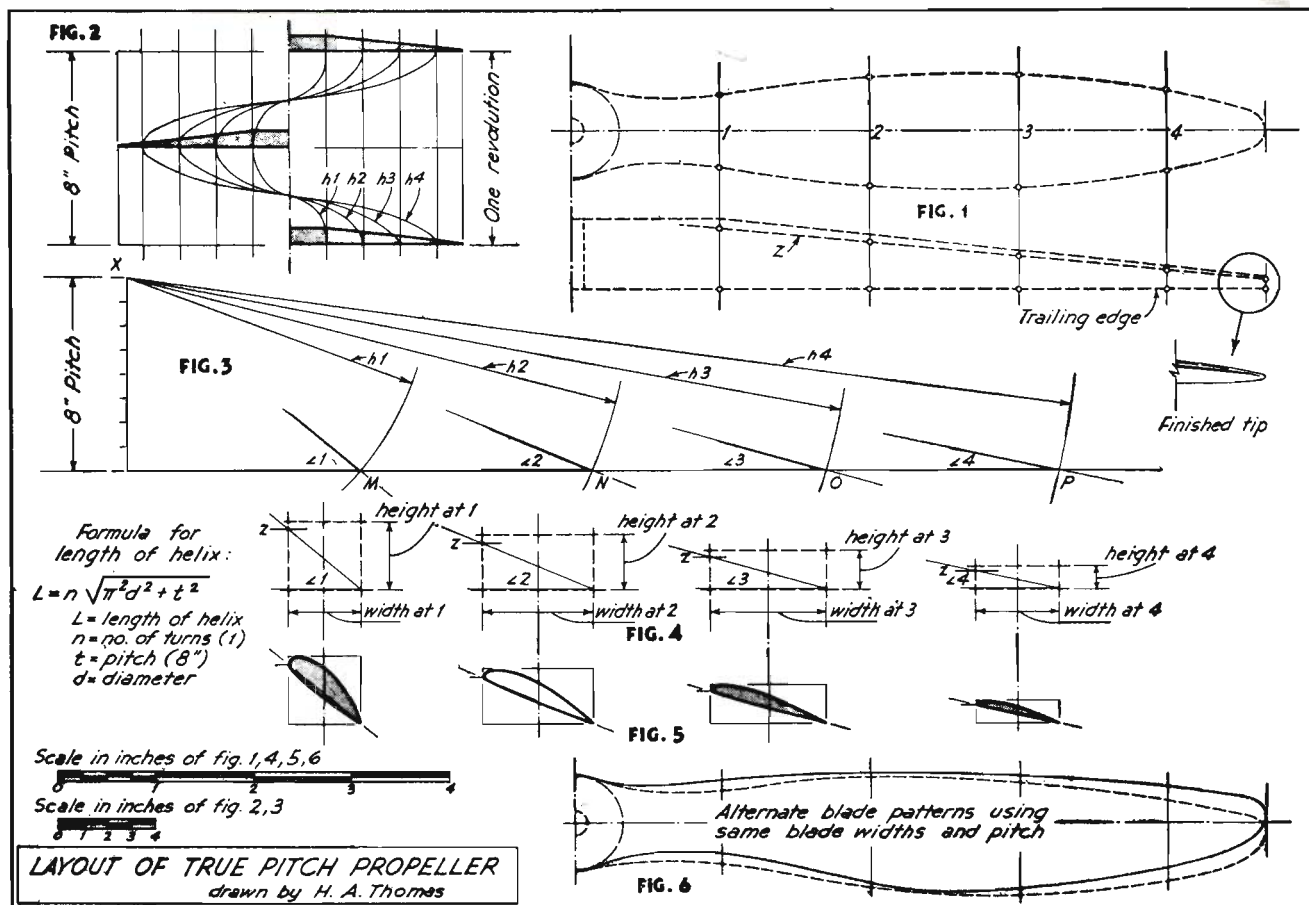 FIG. 2
8" Pitch
One revolution
h1
h2
h3
h4
1
2
3
4
FIG. 1
Z
Trailing edge
Finished tip
X
8" Pitch
FIG. 3
h1
h2
h3
h4
∠1
M
∠2
N
∠3
O
∠4
P
Formula for
length of helix:
L = n √π²d² + t²
L = length of helix
n = no. of turns (1)
t = pitch (8")
d = diameter
z
height at 1
∠1
width at 1
z
height at 2
∠2
width at 2
z
height at 3
∠3
width at 3
z
height at 4
∠4
width at 4
FIG. 4
FIG. 5
Scale in inches of fig. 1,4,5,6
0 1 2 3 4
Scale in inches of fig. 2,3
0 1 2 3 4
Alternate blade patterns using
same blade widths and pitch
FIG. 6
LAYOUT OF TRUE PITCH PROPELLER
drawn by H. A. Thomas